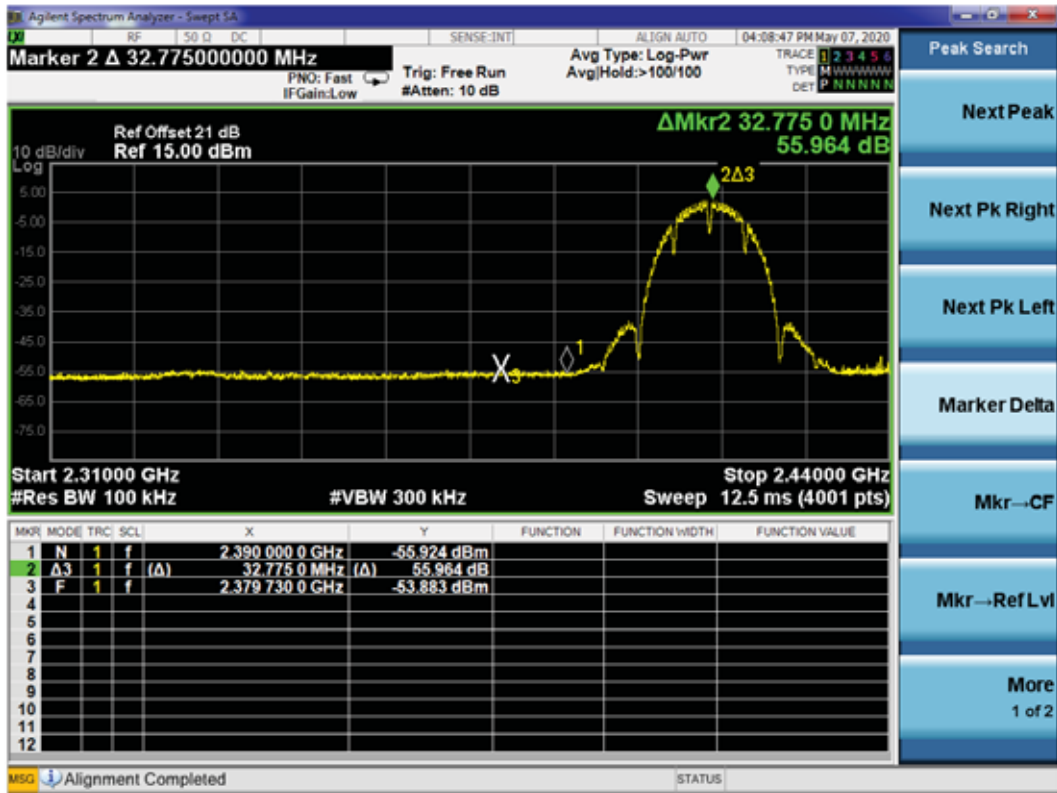 Agilent Spectrum Analyzer - Swept SA
RF 50 Ω DC SENSE:INT ALIGN AUTO 04:08:47 PM May 07, 2020
Marker 2 Δ 32.775000000 MHz
PNO: Fast
IFGain:Low
Trig: Free Run
#Atten: 10 dB
Avg Type: Log-Pwr
Avg|Hold:>100/100
TRACE 1 2 3 4 5 6
TYPE M W W W W W
DET P N N N N N
Peak Search
Next Peak
Next Pk Right
Next Pk Left
Marker Delta
Mkr→CF
Mkr→Ref Lvl
More
1 of 2
ΔMkr2 32.775 0 MHz
55.964 dB
Ref Offset 21 dB
10 dB/div Ref 15.00 dBm
Log
5.00
-5.00
-15.0
-25.0
-35.0
-45.0
-55.0
-65.0
-75.0
2Δ3
1
X3
Start 2.31000 GHz Stop 2.44000 GHz
#Res BW 100 kHz #VBW 300 kHz Sweep 12.5 ms (4001 pts)
MKR MODE TRC SCL X Y FUNCTION FUNCTION WIDTH FUNCTION VALUE
1 N 1 f 2.390 000 0 GHz -55.924 dBm
2 Δ3 1 f (Δ) 32.775 0 MHz (Δ) 55.964 dB
3 F 1 f 2.379 730 0 GHz -53.883 dBm
4
5
6
7
8
9
10
11
12
MSG Alignment Completed STATUS